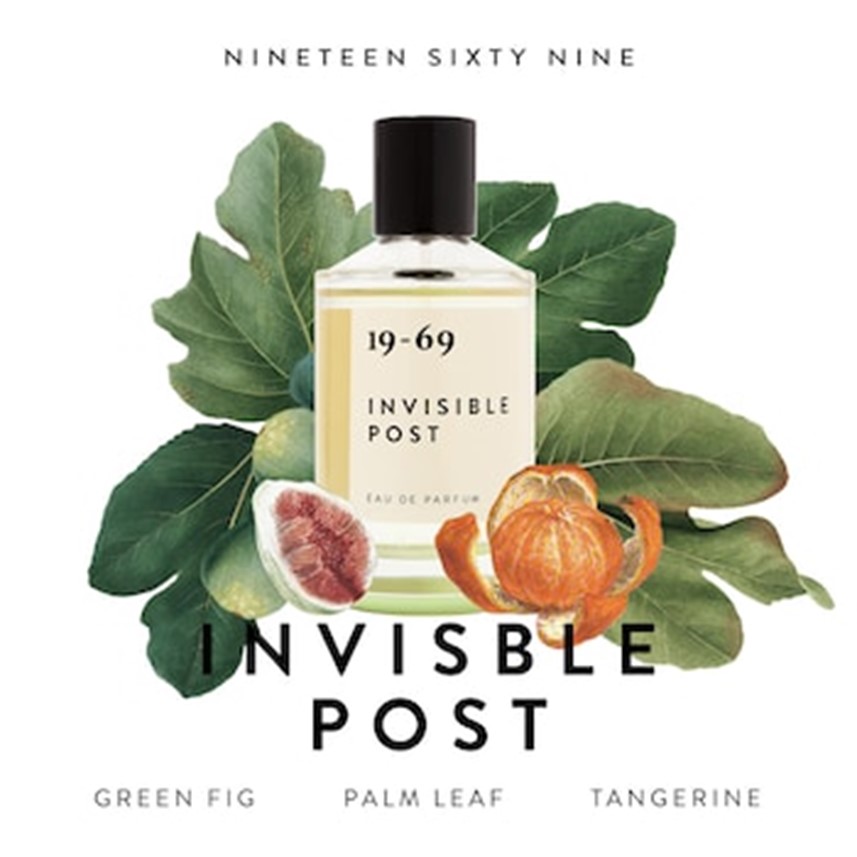 NINETEEN SIXTY NINE
19-69
INVISIBLE
POST
EAU DE PARFUM
INVISBLE
POST
GREEN FIG PALM LEAF TANGERINE